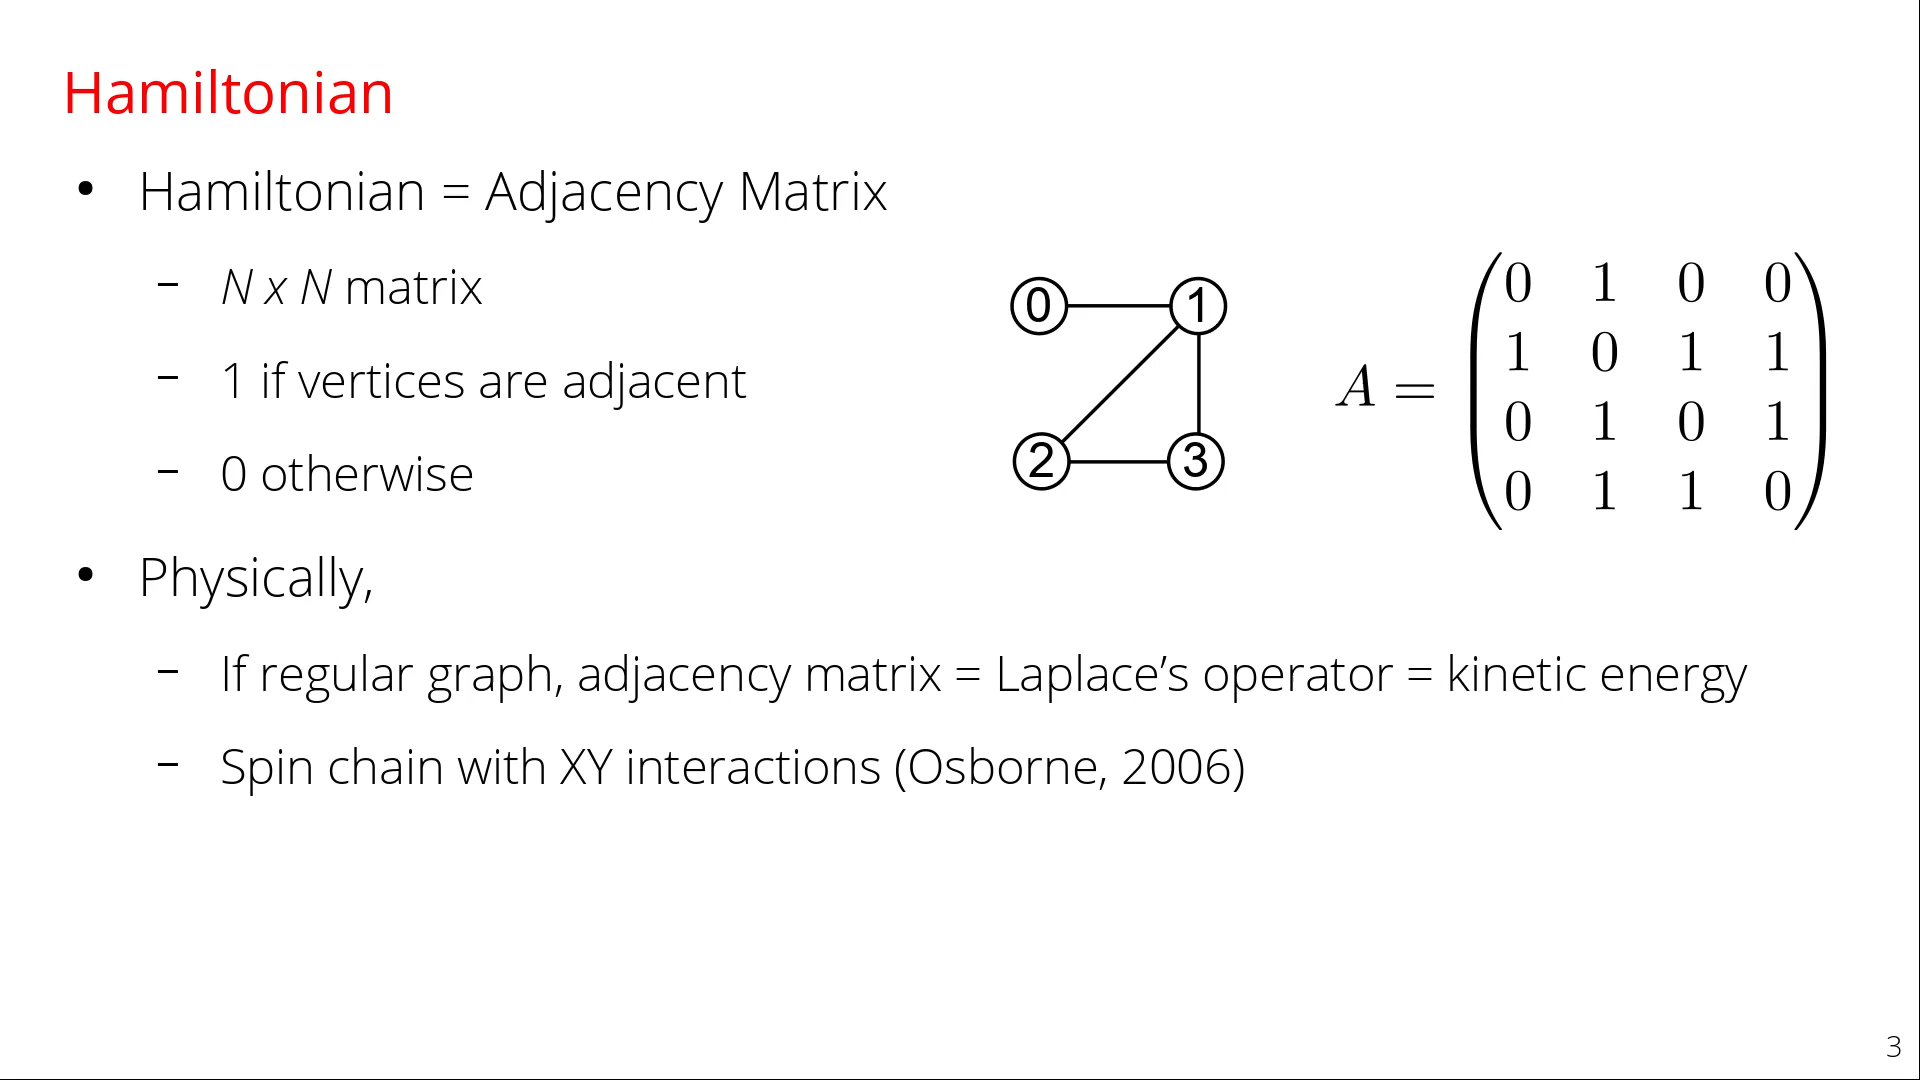 Hamiltonian
• Hamiltonian = Adjacency Matrix
– N x N matrix
– 1 if vertices are adjacent
– 0 otherwise
0 1
2 3
A =
0 1 0 0
1 0 1 1
0 1 0 1
0 1 1 0
• Physically,
– If regular graph, adjacency matrix = Laplace’s operator = kinetic energy
– Spin chain with XY interactions (Osborne, 2006)
3